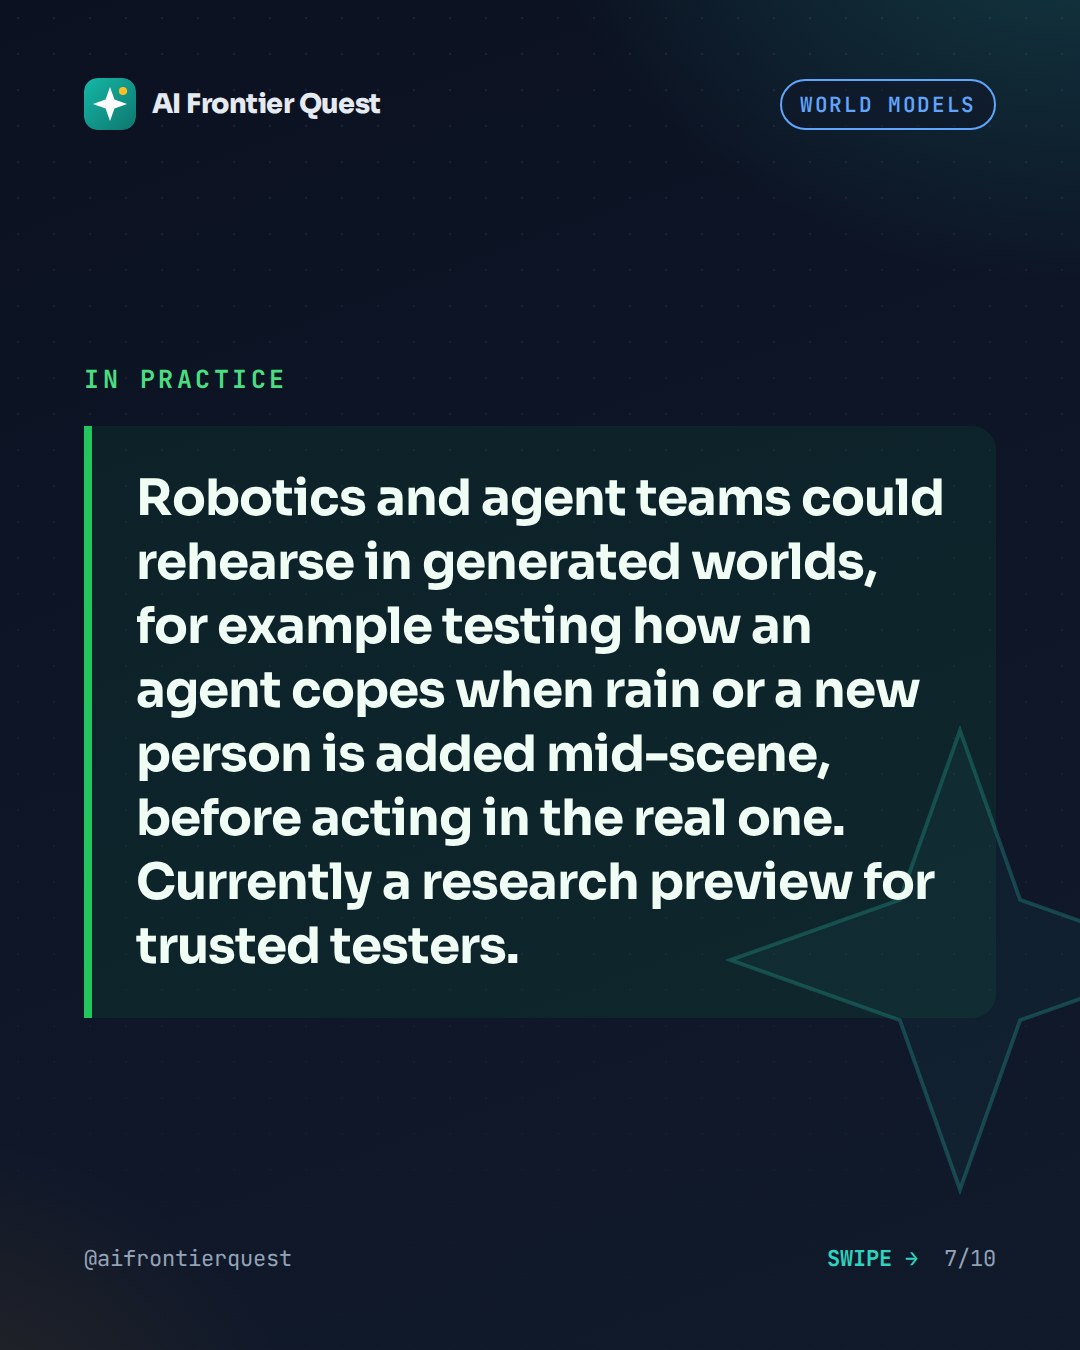 AI Frontier Quest
WORLD MODELS
IN PRACTICE
Robotics and agent teams could
rehearse in generated worlds,
for example testing how an
agent copes when rain or a new
person is added mid-scene,
before acting in the real one.
Currently a research preview for
trusted testers.
@aifrontierquest
SWIPE → 7/10